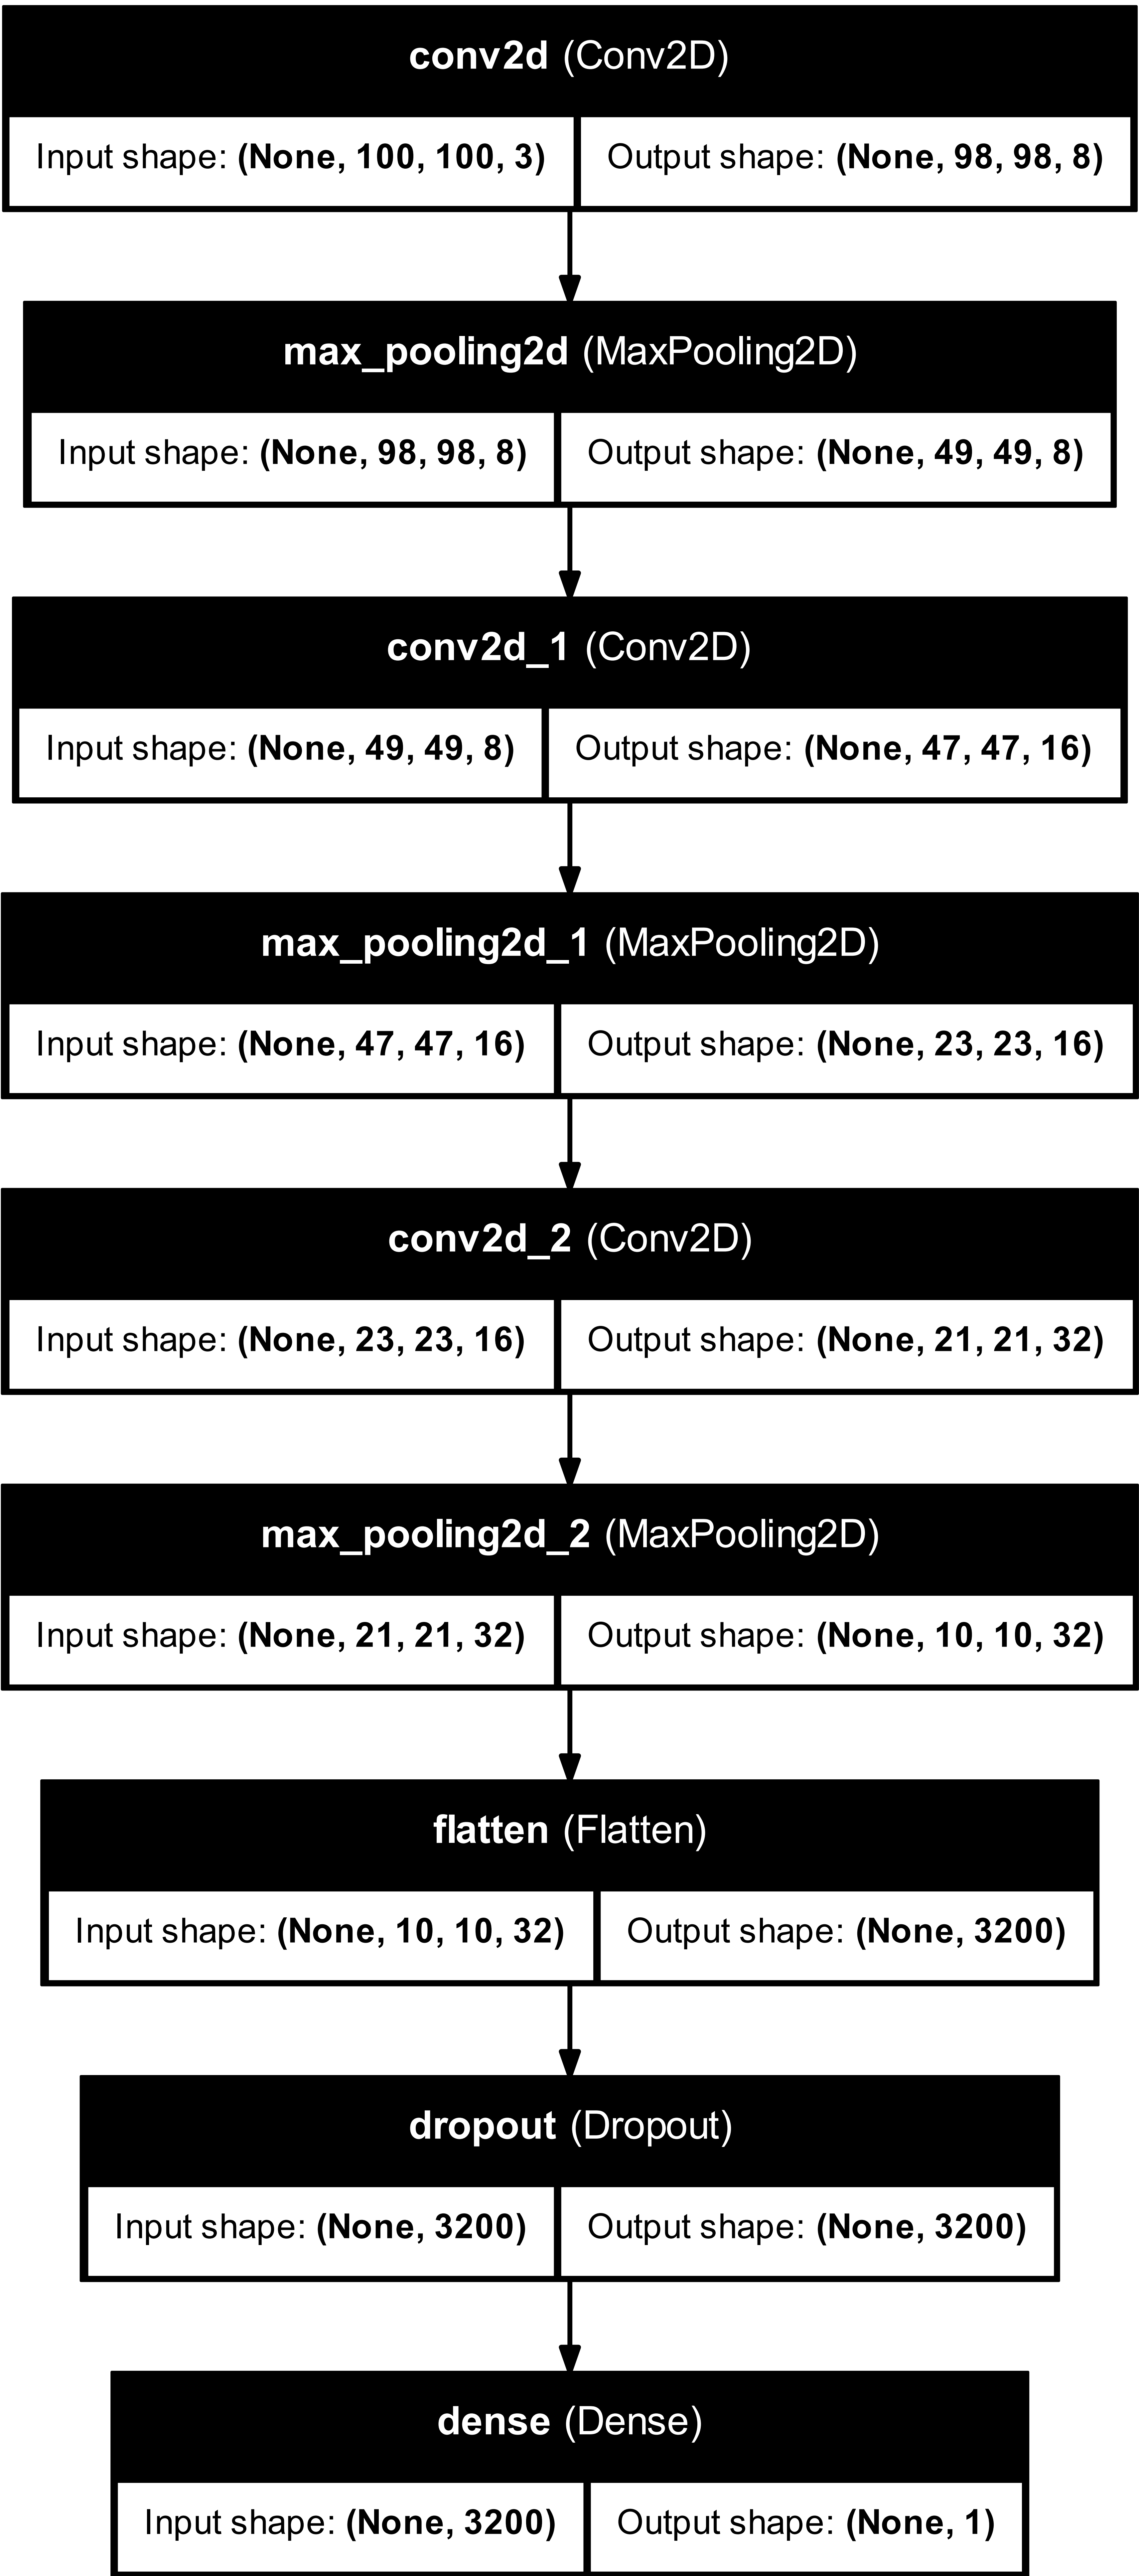 conv2d (Conv2D)
Input shape: (None, 100, 100, 3) Output shape: (None, 98, 98, 8)
max_pooling2d (MaxPooling2D)
Input shape: (None, 98, 98, 8) Output shape: (None, 49, 49, 8)
conv2d_1 (Conv2D)
Input shape: (None, 49, 49, 8) Output shape: (None, 47, 47, 16)
max_pooling2d_1 (MaxPooling2D)
Input shape: (None, 47, 47, 16) Output shape: (None, 23, 23, 16)
conv2d_2 (Conv2D)
Input shape: (None, 23, 23, 16) Output shape: (None, 21, 21, 32)
max_pooling2d_2 (MaxPooling2D)
Input shape: (None, 21, 21, 32) Output shape: (None, 10, 10, 32)
flatten (Flatten)
Input shape: (None, 10, 10, 32) Output shape: (None, 3200)
dropout (Dropout)
Input shape: (None, 3200) Output shape: (None, 3200)
dense (Dense)
Input shape: (None, 3200) Output shape: (None, 1)